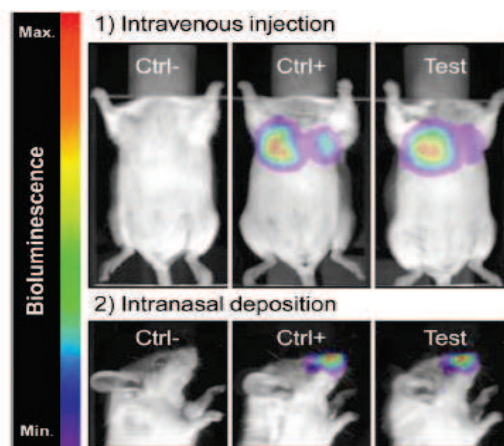 Max.
Bioluminescence
Min.
1) Intravenous injection
Ctrl-
Ctrl+
Test
2) Intranasal deposition
Ctrl-
Ctrl+
Test